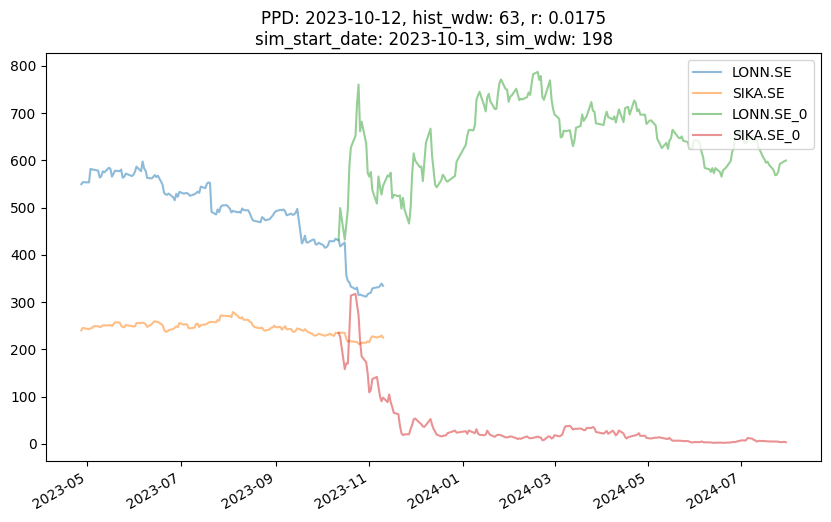 PPD: 2023-10-12, hist_wdw: 63, r: 0.0175
sim_start_date: 2023-10-13, sim_wdw: 198
LONN.SE
SIKA.SE
LONN.SE_0
SIKA.SE_0
800
700
600
500
400
300
200
100
0
2023-05
2023-07
2023-09
2023-11
2024-01
2024-03
2024-05
2024-07